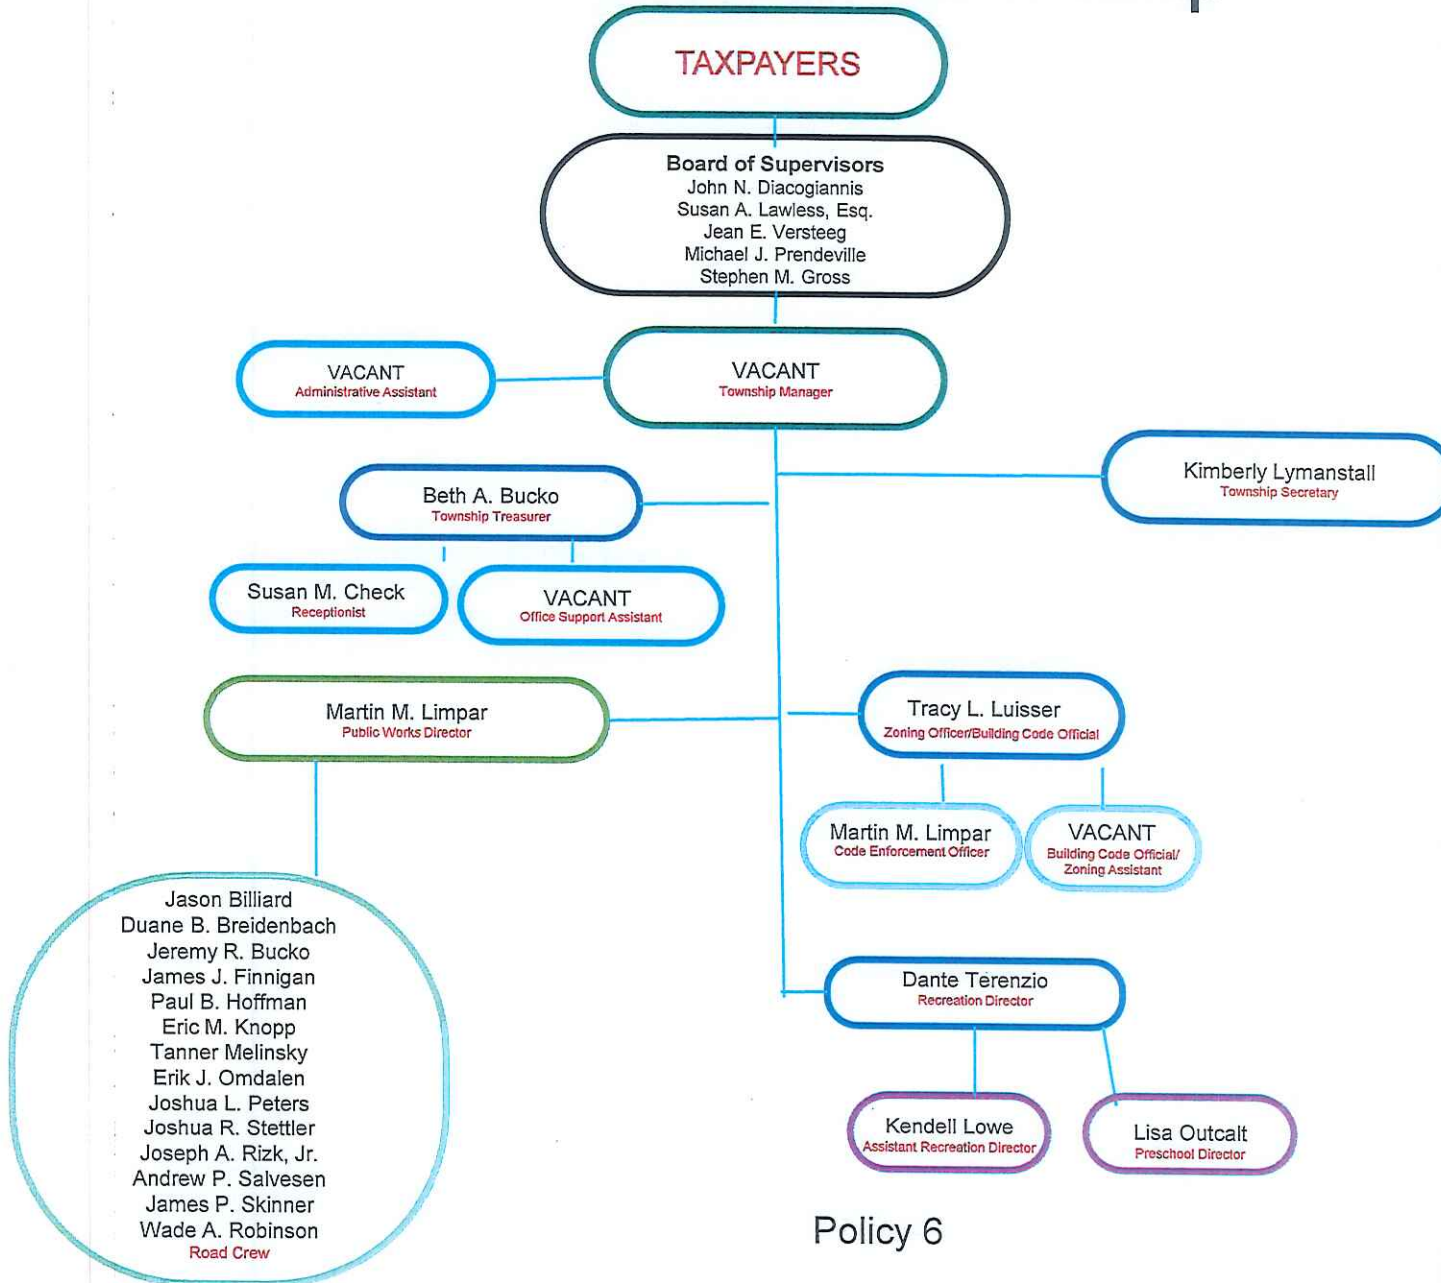 TAXPAYERS
Board of Supervisors
John N. Diacogiannis
Susan A. Lawless, Esq.
Jean E. Versteeg
Michael J. Prendeville
Stephen M. Gross
VACANT
Administrative Assistant
VACANT
Township Manager
Kimberly Lymanstall
Township Secretary
Beth A. Bucko
Township Treasurer
Susan M. Check
Receptionist
VACANT
Office Support Assistant
Martin M. Limpar
Public Works Director
Tracy L. Luisser
Zoning Officer/Building Code Official
Martin M. Limpar
Code Enforcement Officer
VACANT
Building Code Official/
Zoning Assistant
Jason Billiard
Duane B. Breidenbach
Jeremy R. Bucko
James J. Finnigan
Paul B. Hoffman
Eric M. Knopp
Tanner Melinsky
Erik J. Omdalen
Joshua L. Peters
Joshua R. Stettler
Joseph A. Rizk, Jr.
Andrew P. Salvesen
James P. Skinner
Wade A. Robinson
Road Crew
Dante Terenzio
Recreation Director
Kendell Lowe
Assistant Recreation Director
Lisa Outcalt
Preschool Director
Policy 6